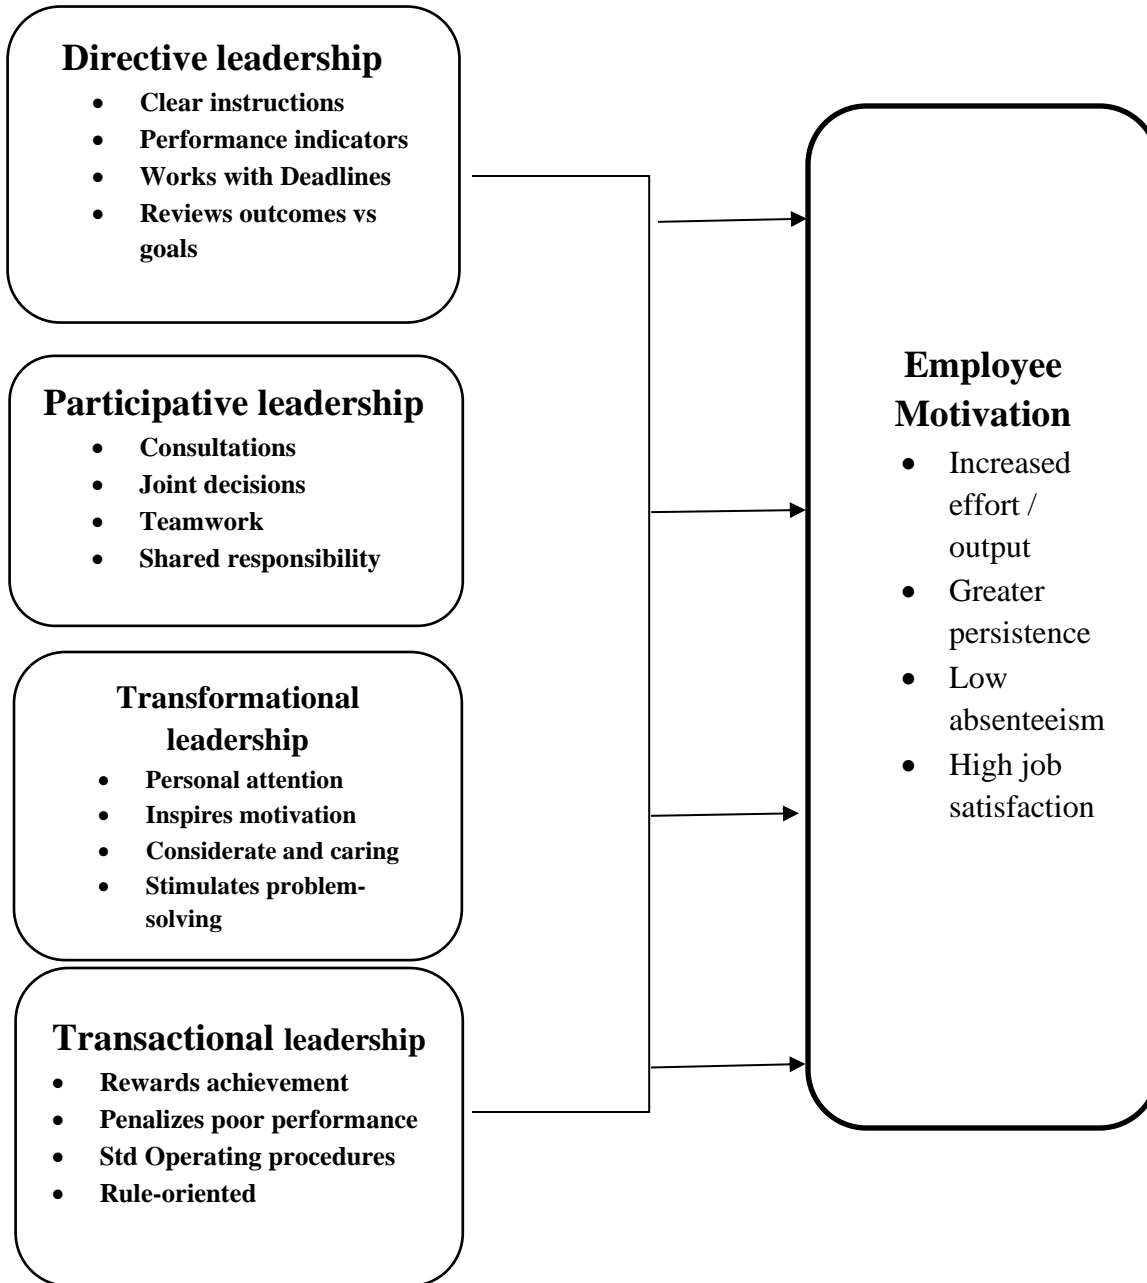 Directive leadership
• Clear instructions
• Performance indicators
• Works with Deadlines
• Reviews outcomes vs
goals
Participative leadership
• Consultations
• Joint decisions
• Teamwork
• Shared responsibility
Transformational
leadership
• Personal attention
• Inspires motivation
• Considerate and caring
• Stimulates problem-
solving
Transactional leadership
• Rewards achievement
• Penalizes poor performance
• Std Operating procedures
• Rule-oriented
Employee
Motivation
• Increased
effort /
output
• Greater
persistence
• Low
absenteeism
• High job
satisfaction